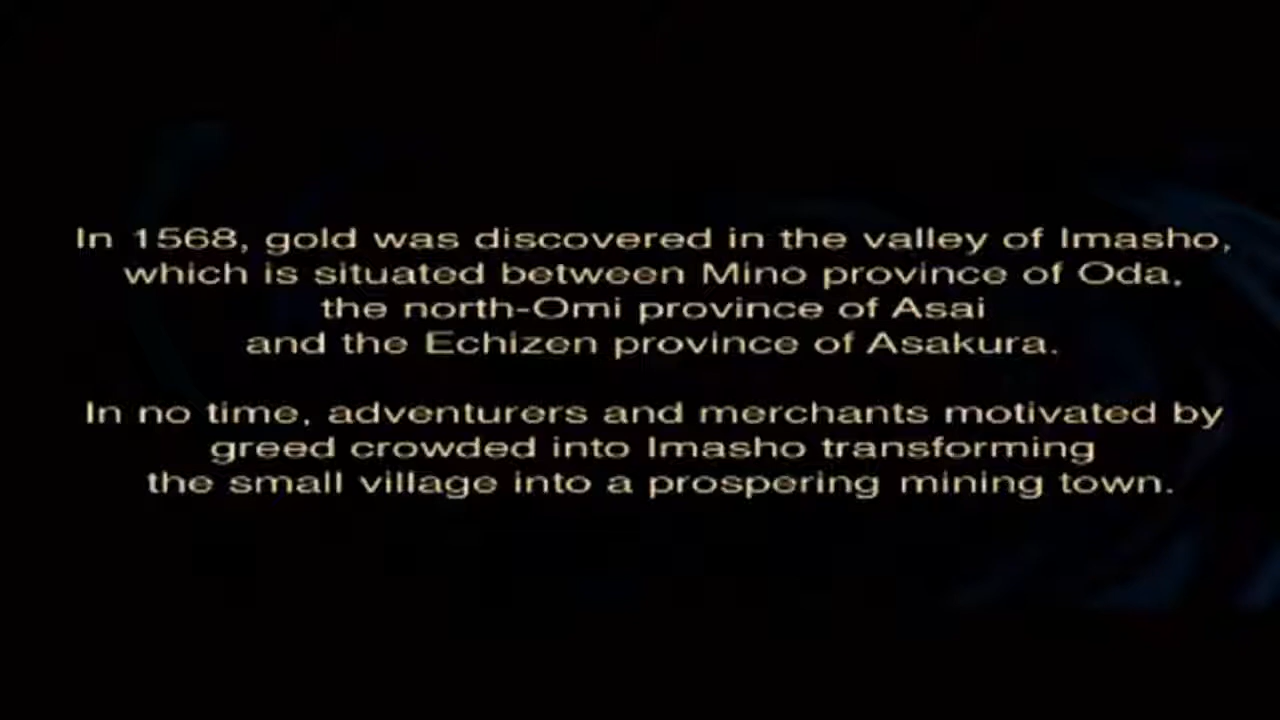 In 1568, gold was discovered in the valley of Imasho,
which is situated between Mino province of Oda,
the north-Omi province of Asai
and the Echizen province of Asakura.
In no time, adventurers and merchants motivated by
greed crowded into Imasho transforming
the small village into a prospering mining town.